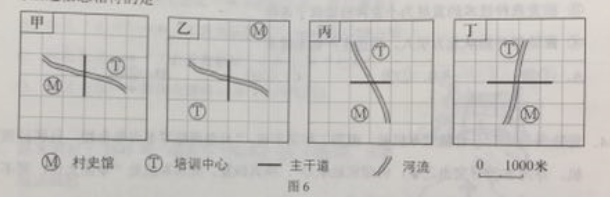 甲 乙 丙 丁
T M T T
M T M M
M 村史馆 T 培训中心 主干道 河流 0 1000米
图6